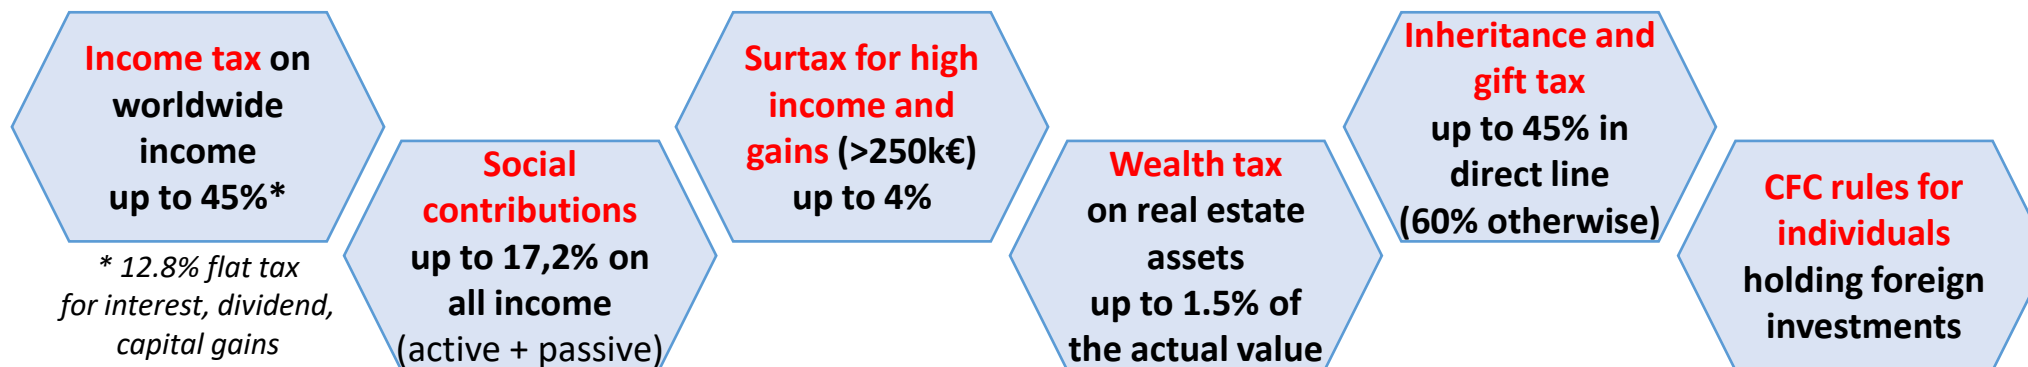 Income tax on
worldwide
income
up to 45%*
* 12.8% flat tax
for interest, dividend,
capital gains
Social
contributions
up to 17,2% on
all income
(active + passive)
Surtax for high
income and
gains (>250k€)
up to 4%
Wealth tax
on real estate
assets
up to 1.5% of
the actual value
Inheritance and
gift tax
up to 45% in
direct line
(60% otherwise)
CFC rules for
individuals
holding foreign
investments